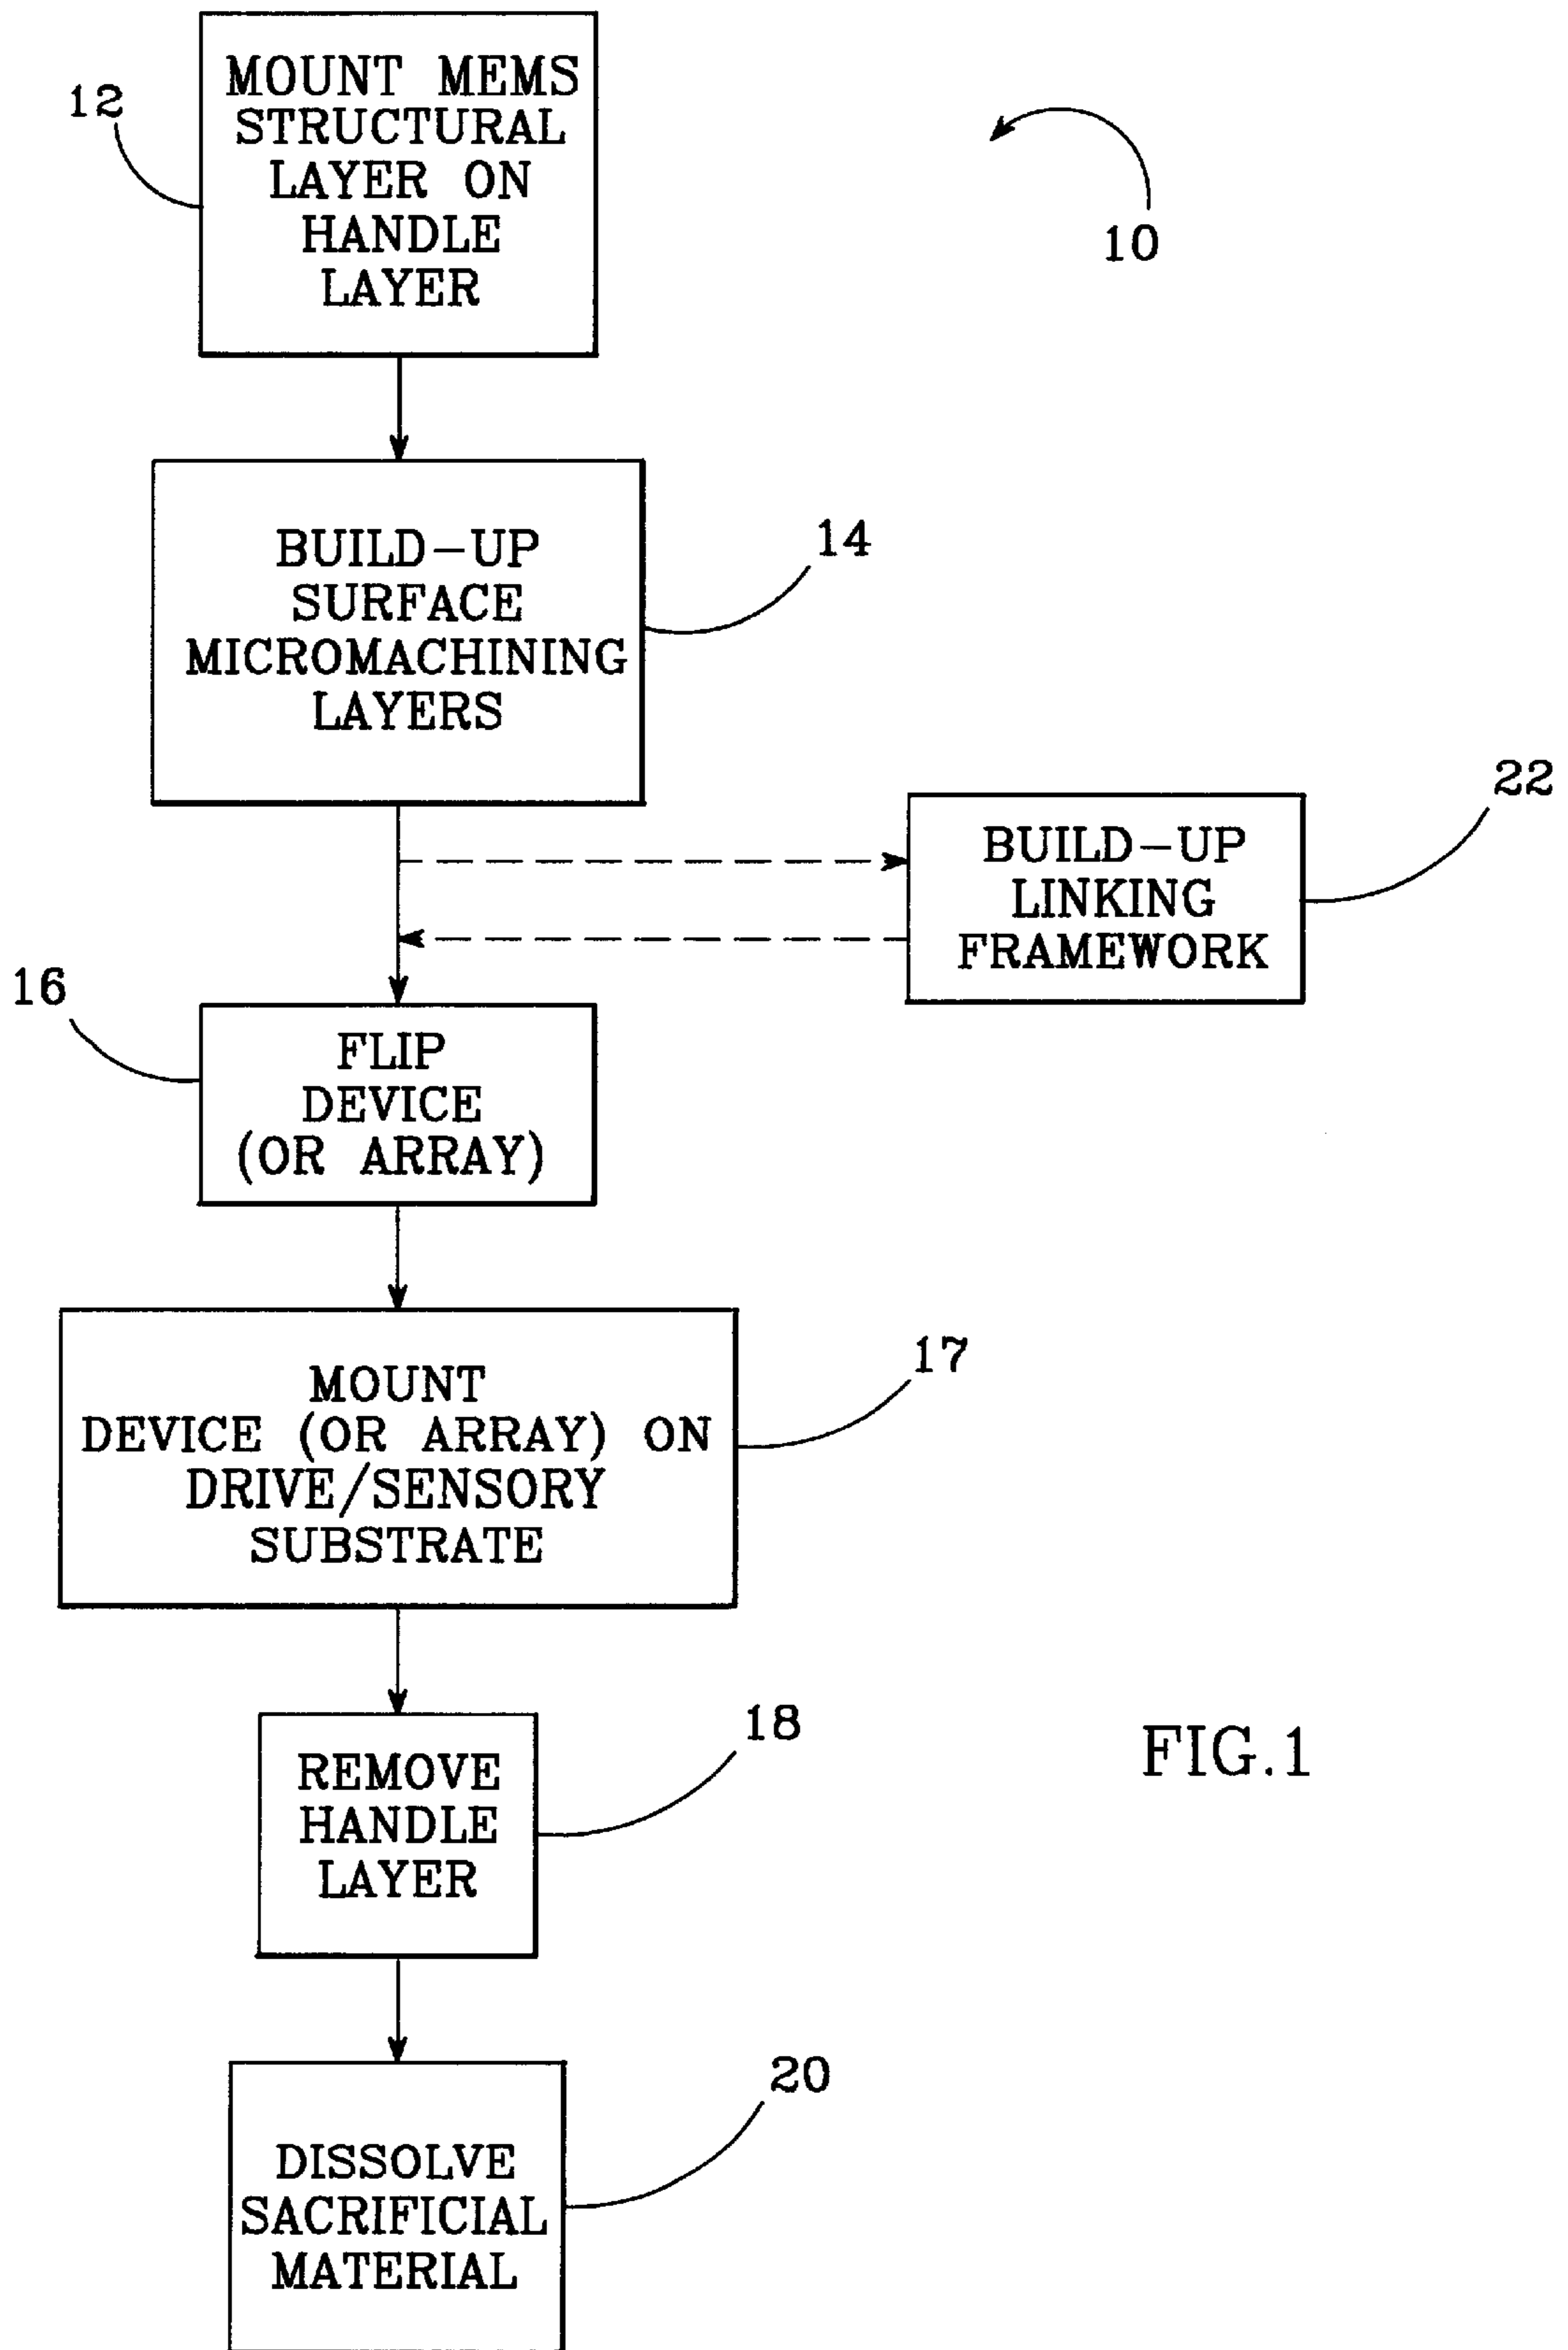 12
MOUNT MEMS
STRUCTURAL
LAYER ON
HANDLE
LAYER
10
BUILD-UP
SURFACE
MICROMACHINING
LAYERS
14
22
BUILD-UP
LINKING
FRAMEWORK
16
FLIP
DEVICE
(OR ARRAY)
17
MOUNT
DEVICE (OR ARRAY) ON
DRIVE/SENSORY
SUBSTRATE
18
REMOVE
HANDLE
LAYER
FIG.1
20
DISSOLVE
SACRIFICIAL
MATERIAL